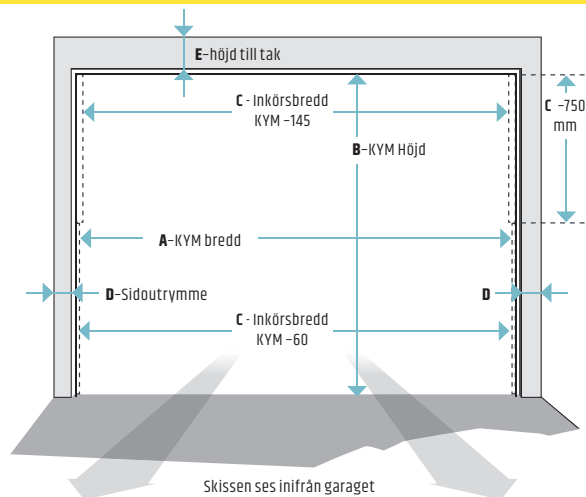 E-höjd till tak
C - Inkörsbredd
KYM -145
C -750
mm
B-KYM Höjd
A-KYM bredd
D-Sidoutrymme
D
C - Inkörsbredd
KYM -60
Skissen ses inifrån garaget